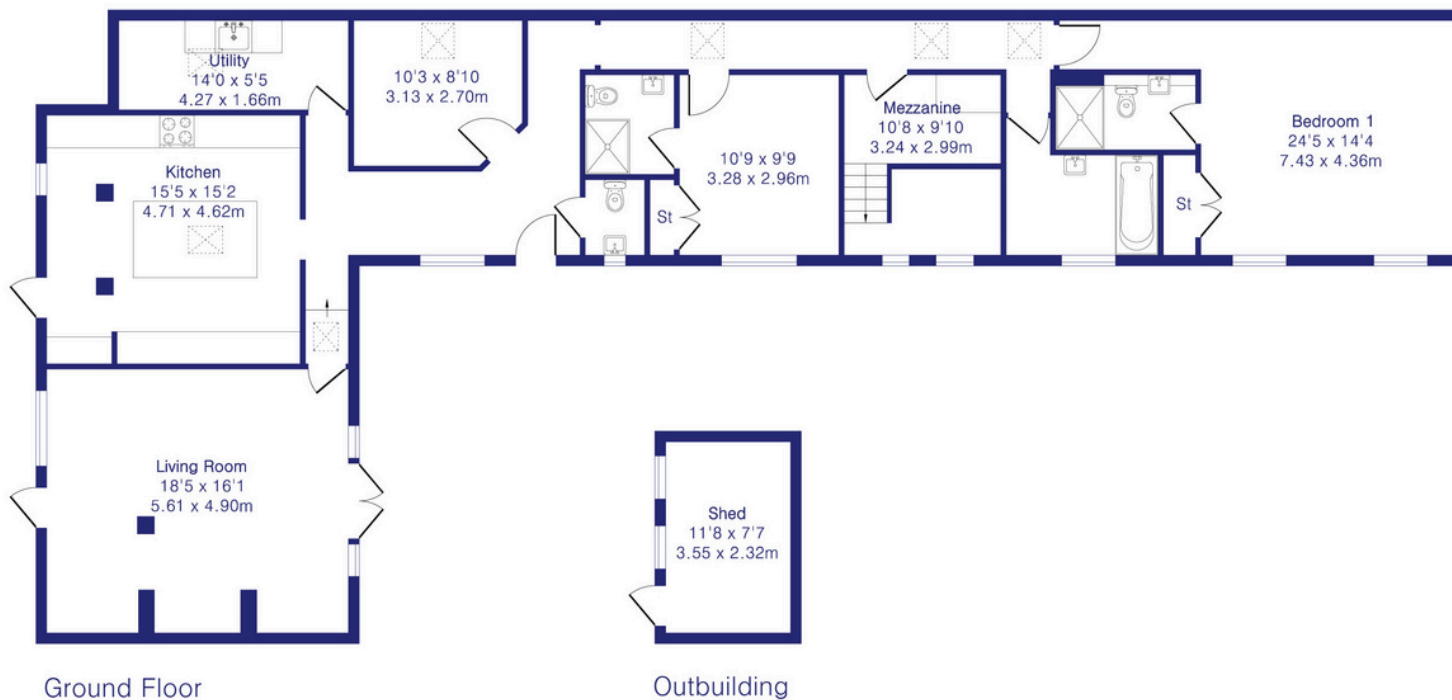 Utility
14'0 x 5'5
4.27 x 1.66m
10'3 x 8'10
3.13 x 2.70m
Kitchen
15'5 x 15'2
4.71 x 4.62m
10'9 x 9'9
3.28 x 2.96m
St
Mezzanine
10'8 x 9'10
3.24 x 2.99m
Bedroom 1
24'5 x 14'4
7.43 x 4.36m
St
Living Room
18'5 x 16'1
5.61 x 4.90m
Shed
11'8 x 7'7
3.55 x 2.32m
Ground Floor
Outbuilding